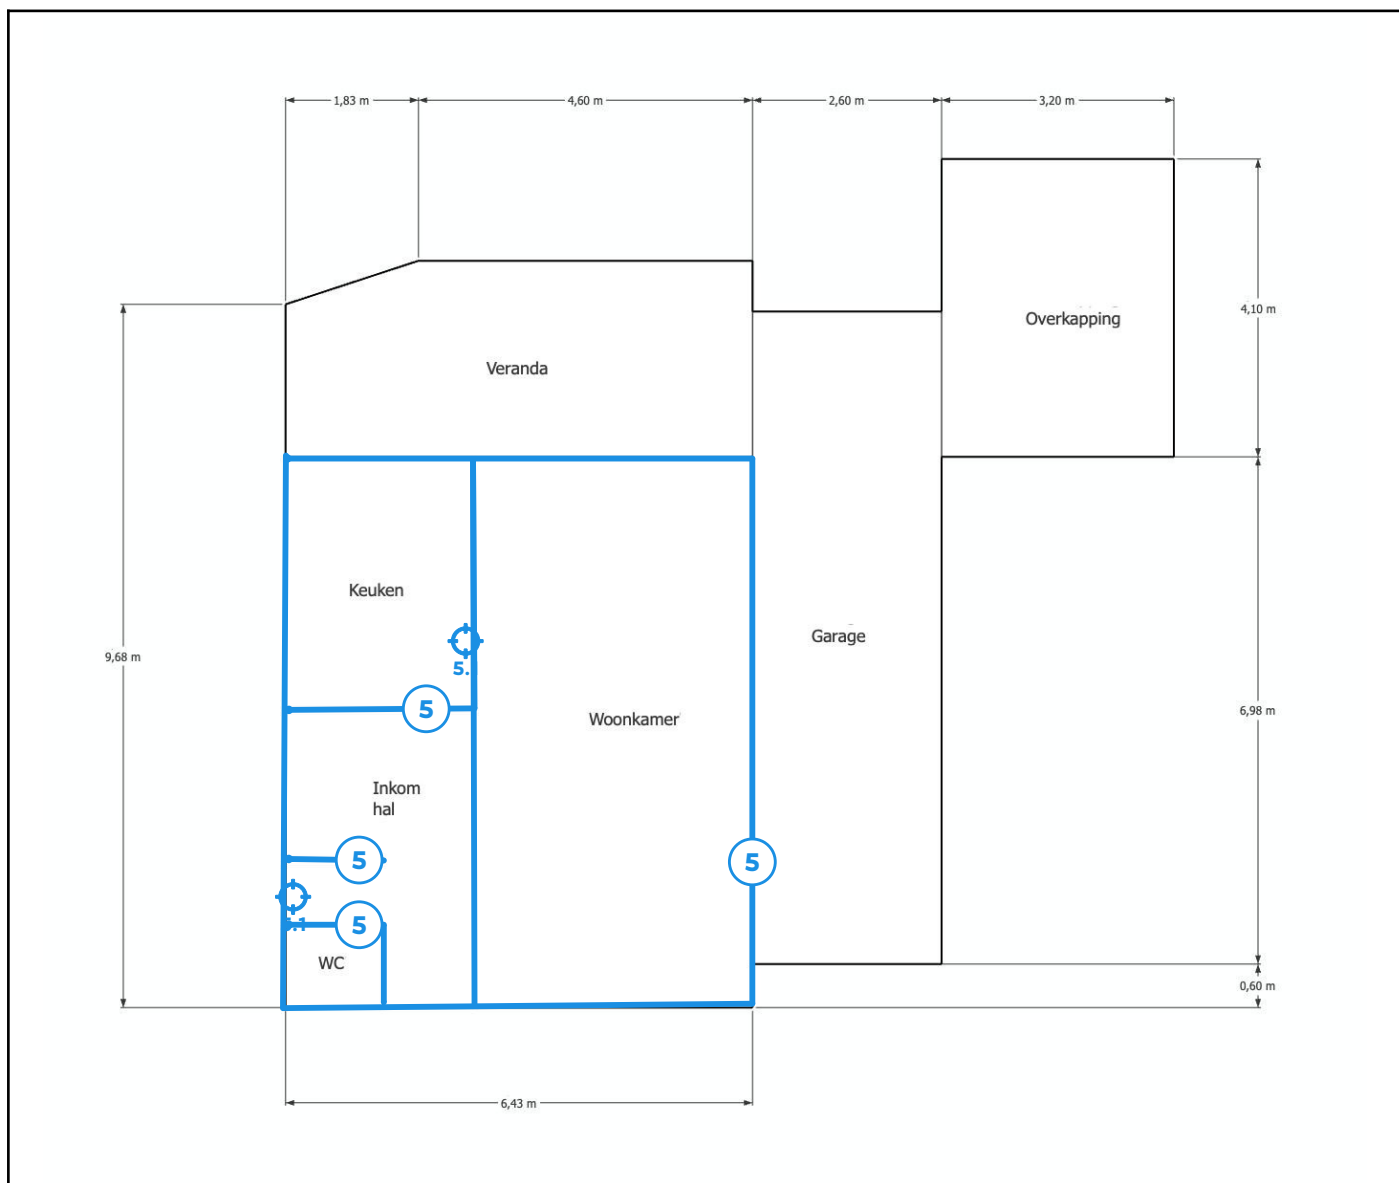 1,83 m
4,60 m
2,60 m
3,20 m
4,10 m
Overkapping
Veranda
Keuken
Garage
9,68 m
5.
5
Woonkamer
6,98 m
Inkom
hal
5
5
5
WC
0,60 m
6,43 m